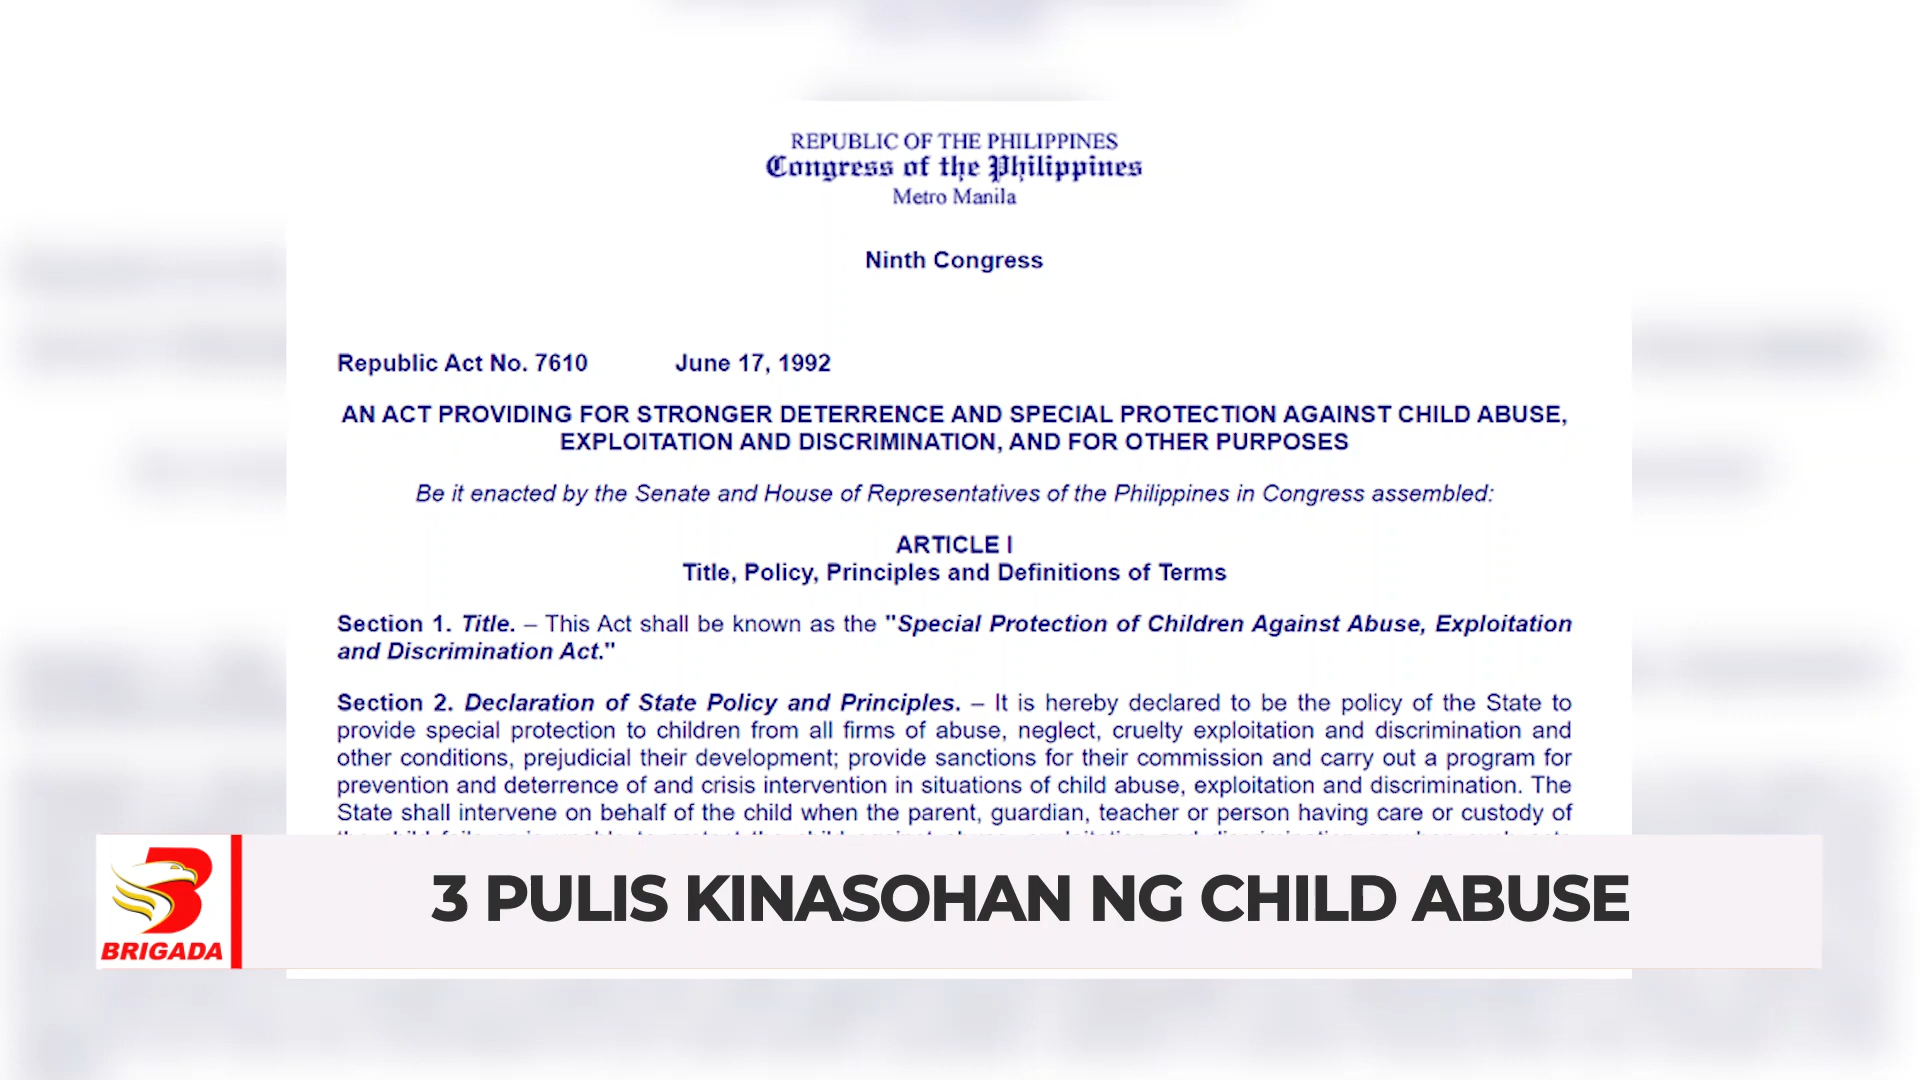 REPUBLIC OF THE PHILIPPINES
Congress of the Philippines
Metro Manila
Ninth Congress
Republic Act No. 7610 June 17, 1992
AN ACT PROVIDING FOR STRONGER DETERRENCE AND SPECIAL PROTECTION AGAINST CHILD ABUSE,
EXPLOITATION AND DISCRIMINATION, AND FOR OTHER PURPOSES
Be it enacted by the Senate and House of Representatives of the Philippines in Congress assembled:
ARTICLE I
Title, Policy, Principles and Definitions of Terms
Section 1. Title. – This Act shall be known as the "Special Protection of Children Against Abuse, Exploitation
and Discrimination Act."
Section 2. Declaration of State Policy and Principles. – It is hereby declared to be the policy of the State to
provide special protection to children from all firms of abuse, neglect, cruelty exploitation and discrimination and
other conditions, prejudicial their development; provide sanctions for their commission and carry out a program for
prevention and deterrence of and crisis intervention in situations of child abuse, exploitation and discrimination. The
State shall intervene on behalf of the child when the parent, guardian, teacher or person having care or custody of
3 PULIS KINASOHAN NG CHILD ABUSE
BRIGADA